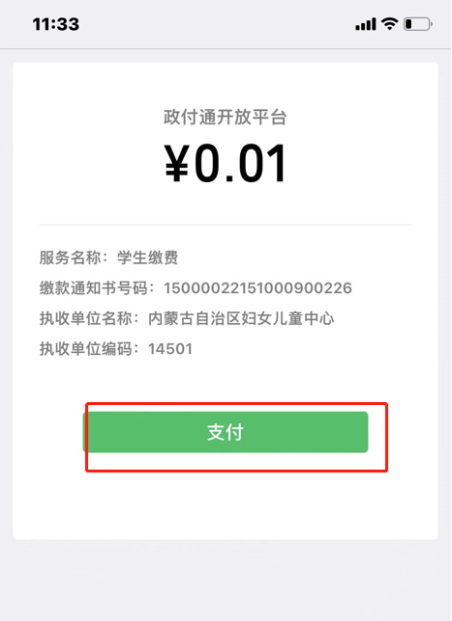 11:33
政付通开放平台
¥0.01
服务名称：学生缴费
缴款通知书号码：15000022151000900226
执收单位名称：内蒙古自治区妇女儿童中心
执收单位编码：14501
支付